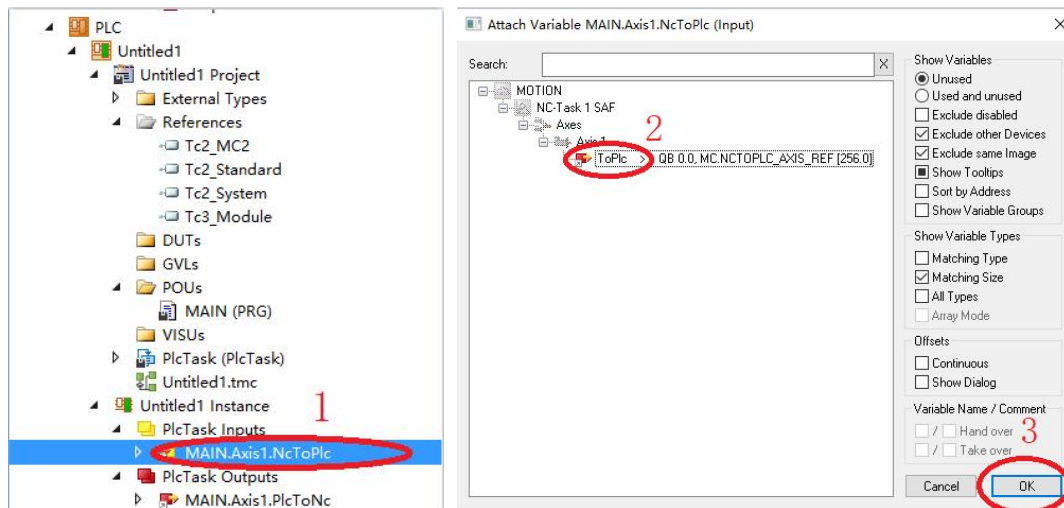 PLC
Untitled1
Untitled1 Project
External Types
References
Tc2_MC2
Tc2_Standard
Tc2_System
Tc3_Module
DUTs
GVLs
POUs
MAIN (PRG)
VISUs
PlcTask (PlcTask)
Untitled1.tmc
Untitled1 Instance
1
PlcTask Inputs
MAIN.Axis1.NcToPlc
PlcTask Outputs
MAIN.Axis1.PlcToNc
Attach Variable MAIN.Axis1.NcToPlc (Input)
Search:
MOTION
NC-Task 1 SAF
Axes
2
Axis1
ToPlc > QB 0.0, MC.NCTOPLC_AXIS_REF [256.0]
Show Variables
Unused
Used and unused
Exclude disabled
Exclude other Devices
Exclude same Image
Show Tooltips
Sort by Address
Show Variable Groups
Show Variable Types
Matching Type
Matching Size
All Types
Array Mode
Offsets
Continuous
Show Dialog
Variable Name / Comment
/ Hand over
3
/ Take over
Cancel
OK